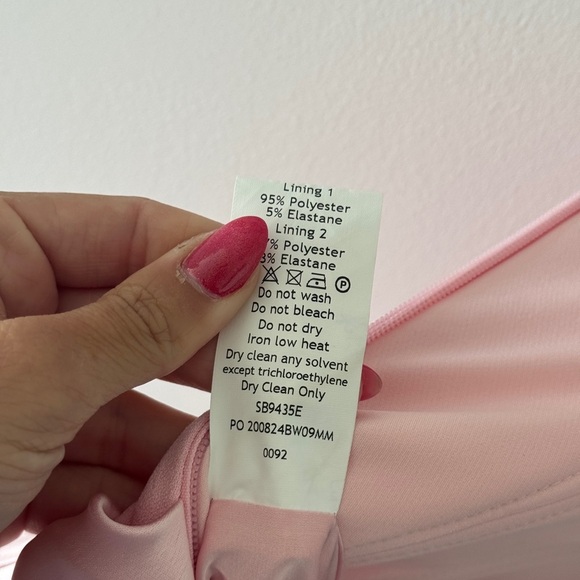 Lining 1
95% Polyester
5% Elastane
Lining 2
Polyester
Elastane
P
Do not wash
Do not bleach
Do not dry
Iron low heat
Dry clean any solvent
except trichloroethylene
Dry Clean Only
SB9435E
PO 200824BW09MM
0092